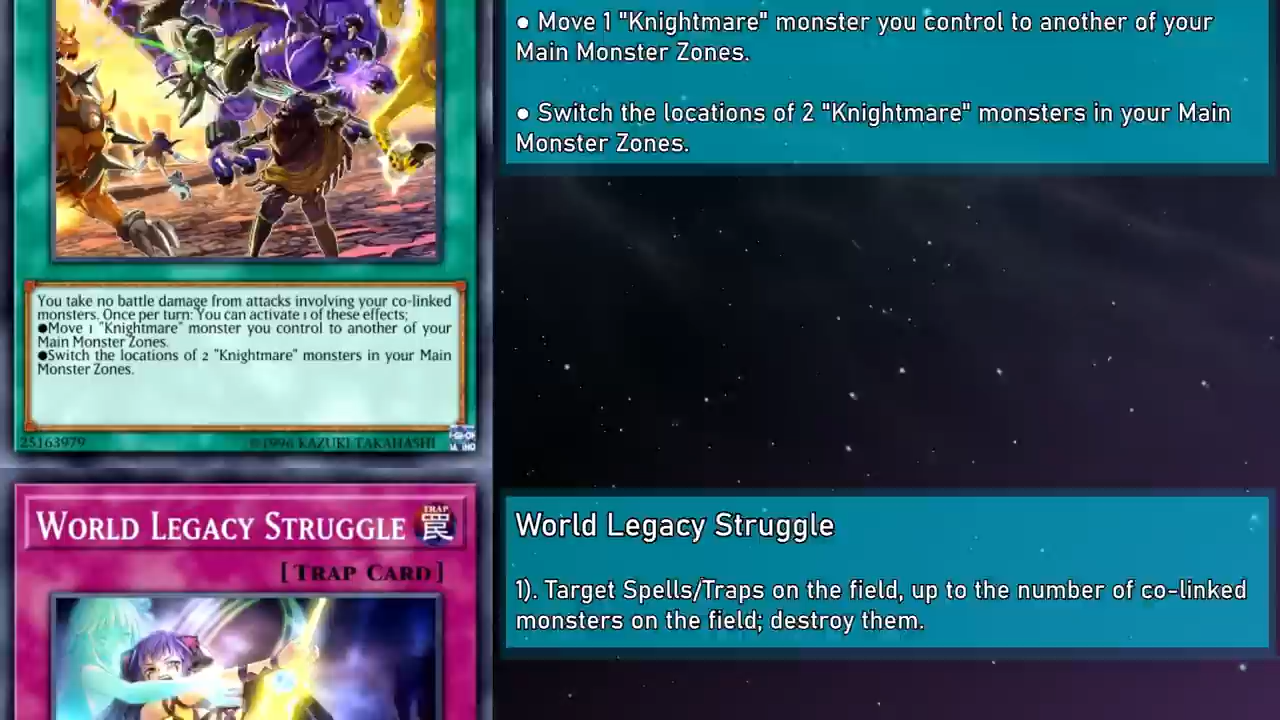 ● Move 1 "Knightmare" monster you control to another of your
Main Monster Zones.
● Switch the locations of 2 "Knightmare" monsters in your Main
Monster Zones.
You take no battle damage from attacks involving your co-linked
monsters. Once per turn: You can activate 1 of these effects;
●Move 1 "Knightmare" monster you control to another of your
Main Monster Zones.
●Switch the locations of 2 "Knightmare" monsters in your Main
Monster Zones.
25163979 ©1996 KAZUKI TAKAHASHI
WORLD LEGACY STRUGGLE TRAP 罠
[TRAP CARD]
World Legacy Struggle
1). Target Spells/Traps on the field, up to the number of co-linked
monsters on the field; destroy them.